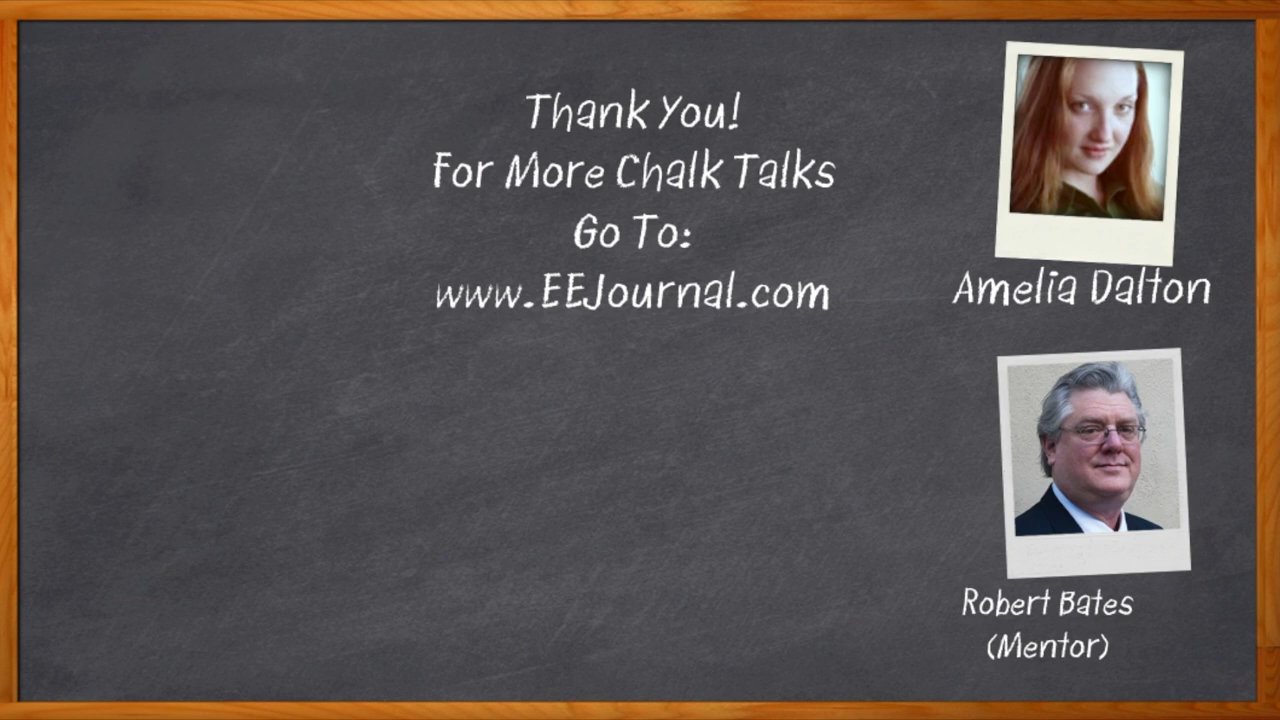 Thank You!
For More Chalk Talks
Go To:
www.EEJournal.com
Amelia Dalton
Robert Bates
(Mentor)